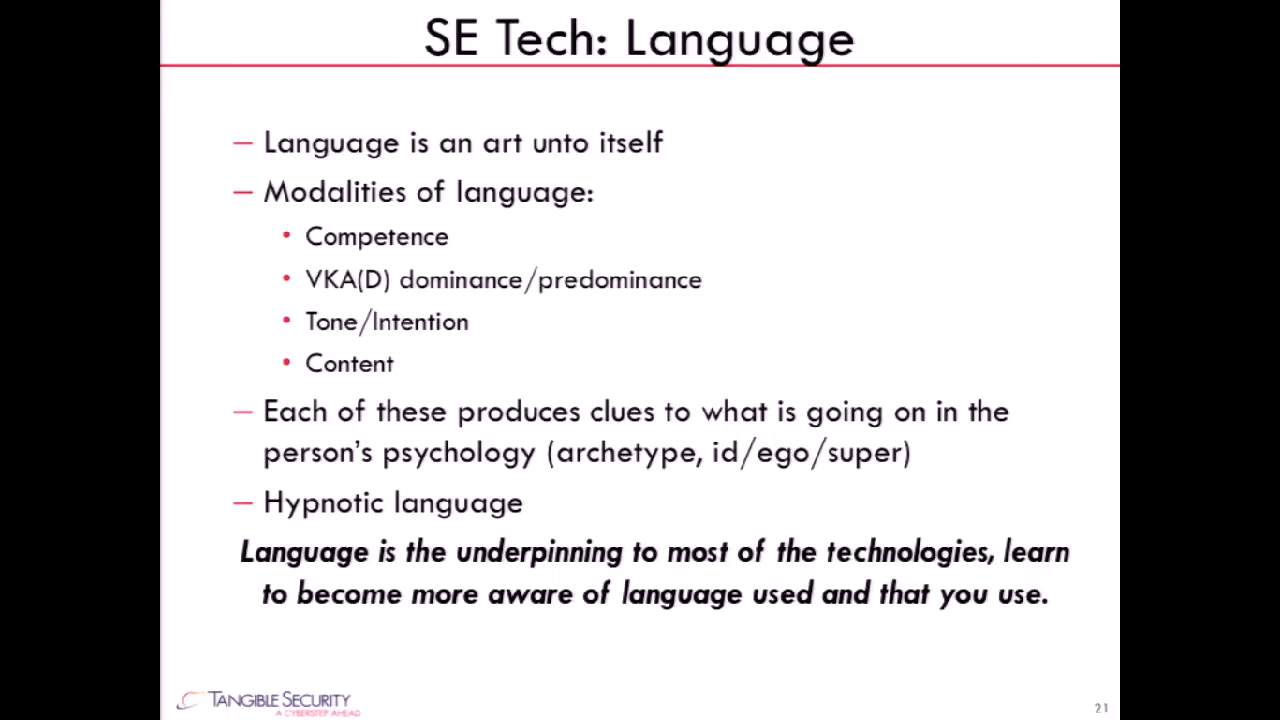 SE Tech: Language
– Language is an art unto itself
– Modalities of language:
• Competence
• VKA(D) dominance/predominance
• Tone/Intention
• Content
– Each of these produces clues to what is going on in the
person's psychology (archetype, id/ego/super)
– Hypnotic language
Language is the underpinning to most of the technologies, learn
to become more aware of language used and that you use.
TANGIBLE SECURITY
A CYBERSTEP AHEAD
21